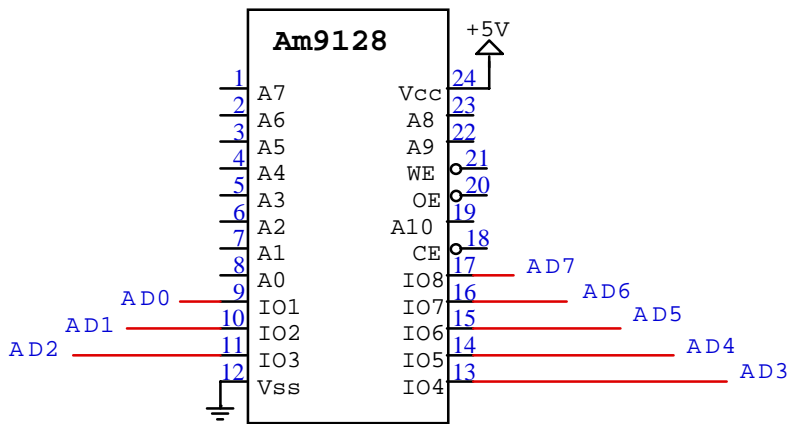 Am9128
+5V
1 A7 Vcc 24
2 A6 A8 23
3 A5 A9 22
4 A4 WE 21
5 A3 OE 20
6 A2 A10 19
7 A1 CE 18
8 A0 IO8 17 AD7
AD0 9 IO1 IO7 16 AD6
AD1 10 IO2 IO6 15 AD5
AD2 11 IO3 IO5 14 AD4
12 Vss IO4 13 AD3